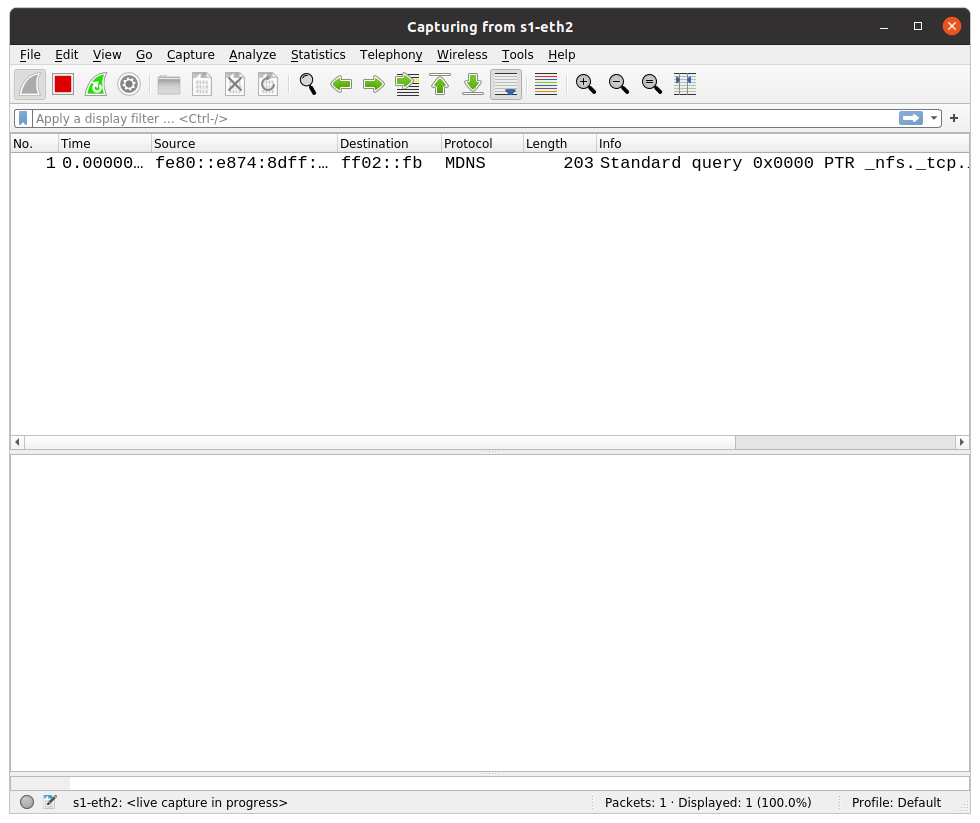 Capturing from s1-eth2
File Edit View Go Capture Analyze Statistics Telephony Wireless Tools Help
Apply a display filter ... <Ctrl-/>
No. Time Source Destination Protocol Length Info
1 0.00000… fe80::e874:8dff:… ff02::fb MDNS 203 Standard query 0x0000 PTR _nfs._tcp.
s1-eth2: <live capture in progress> Packets: 1 · Displayed: 1 (100.0%) Profile: Default